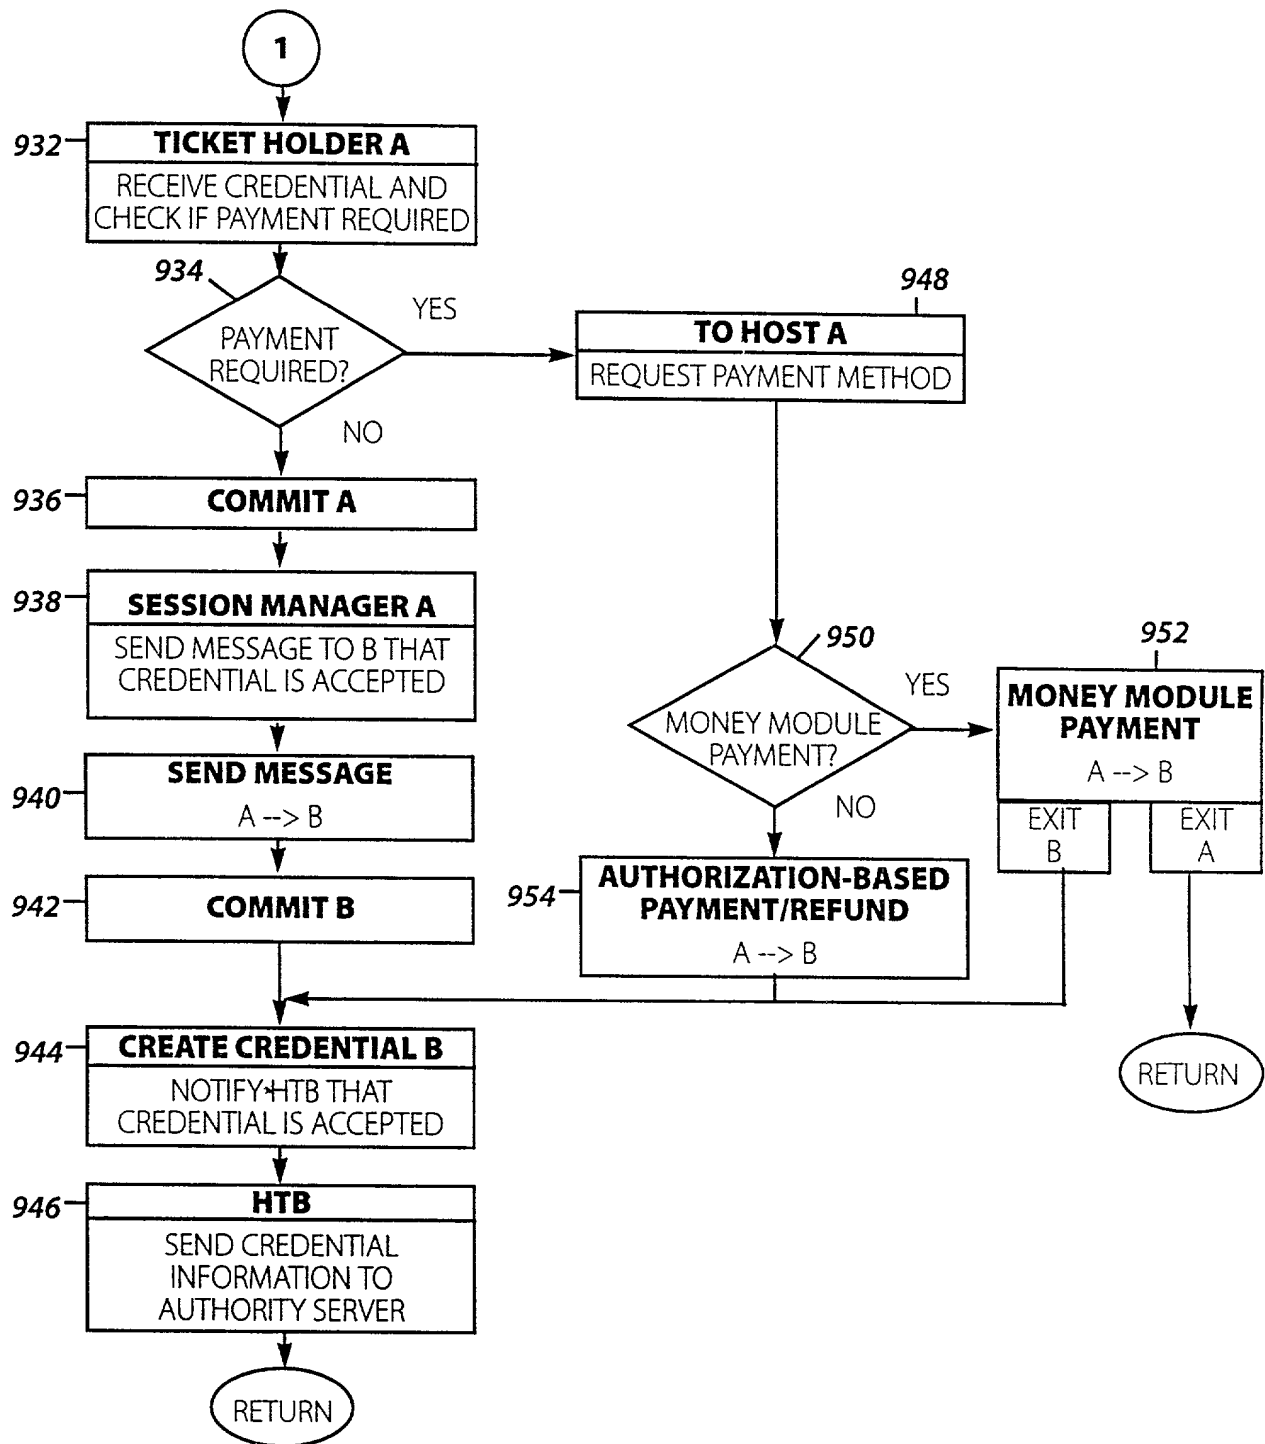 1
932
TICKET HOLDER A
RECEIVE CREDENTIAL AND
CHECK IF PAYMENT REQUIRED
934
PAYMENT
REQUIRED?
YES
NO
948
TO HOST A
REQUEST PAYMENT METHOD
936
COMMIT A
938
SESSION MANAGER A
SEND MESSAGE TO B THAT
CREDENTIAL IS ACCEPTED
940
SEND MESSAGE
A --> B
942
COMMIT B
950
MONEY MODULE
PAYMENT?
YES
NO
952
MONEY MODULE
PAYMENT
A --> B
EXIT
B
EXIT
A
RETURN
954
AUTHORIZATION-BASED
PAYMENT/REFUND
A --> B
944
CREATE CREDENTIAL B
NOTIFY HTB THAT
CREDENTIAL IS ACCEPTED
946
HTB
SEND CREDENTIAL
INFORMATION TO
AUTHORITY SERVER
RETURN